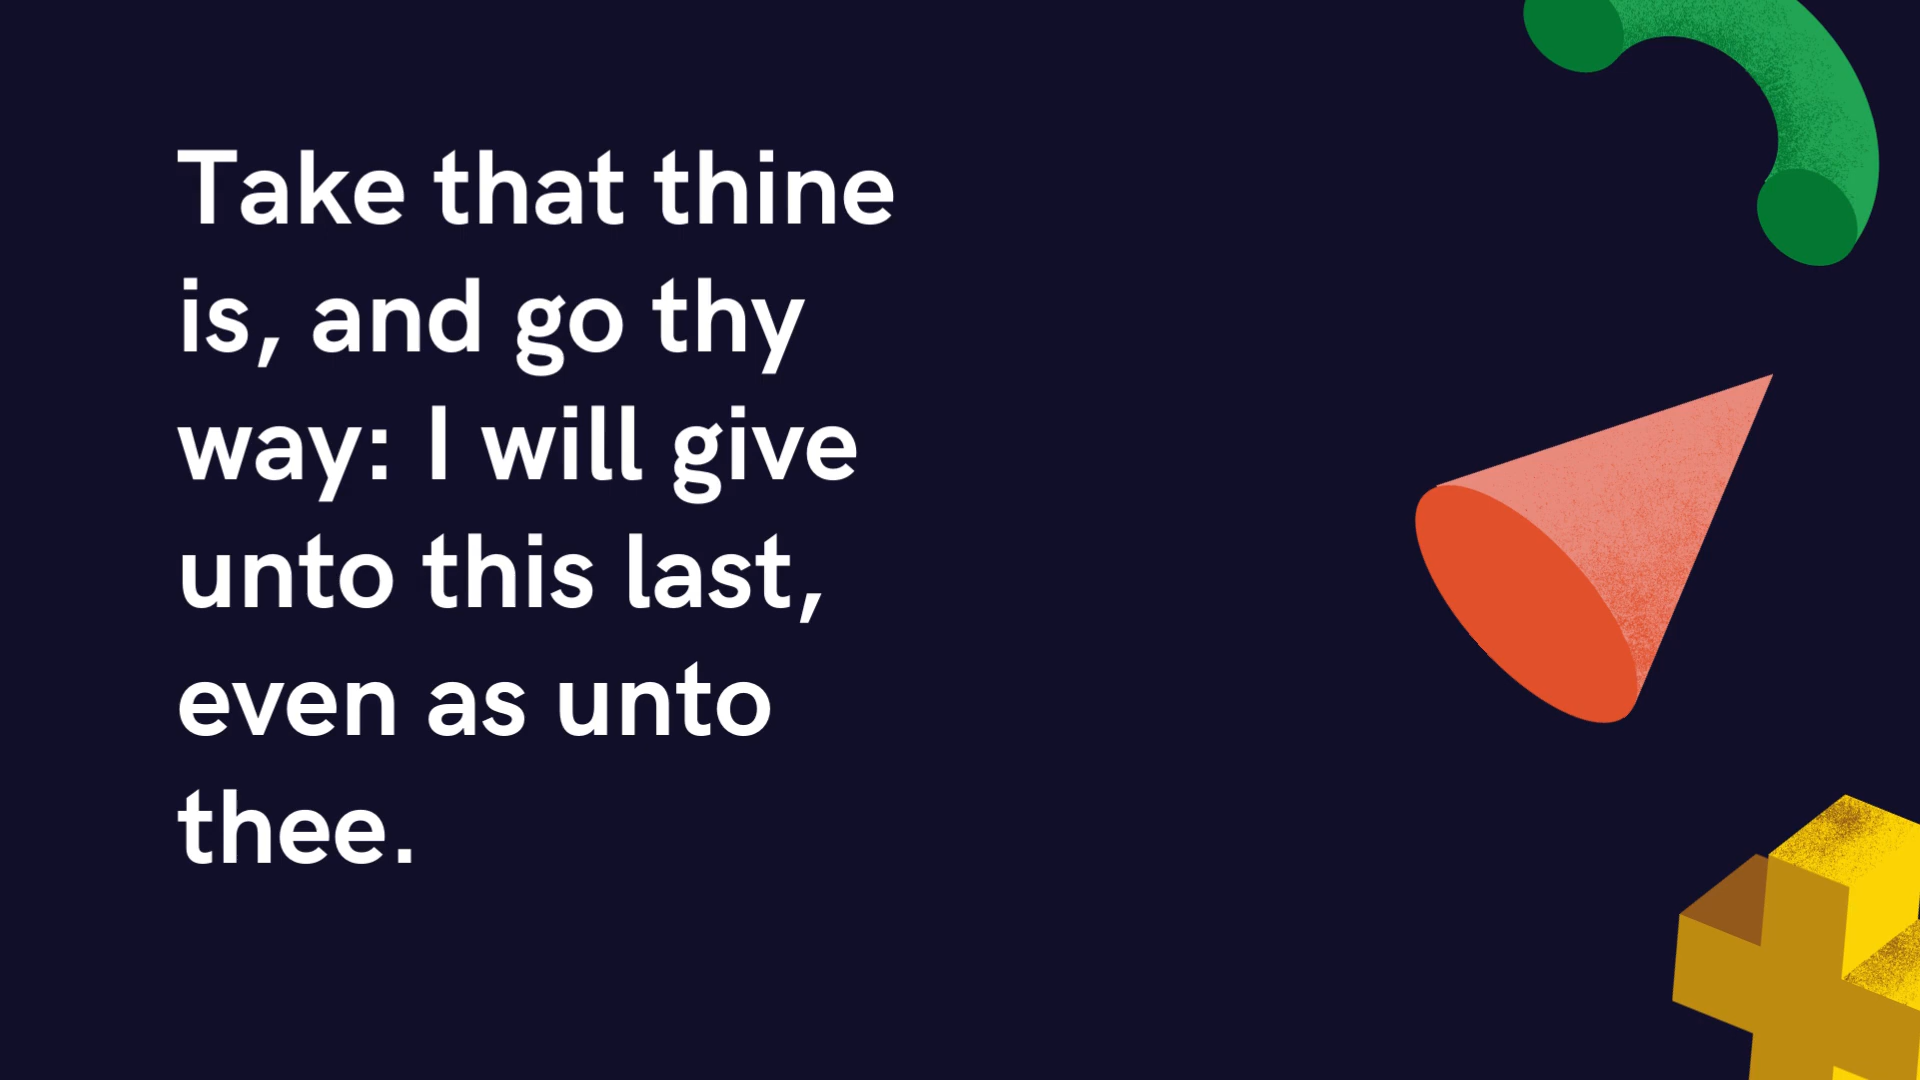 Take that thine
is, and go thy
way: I will give
unto this last,
even as unto
thee.